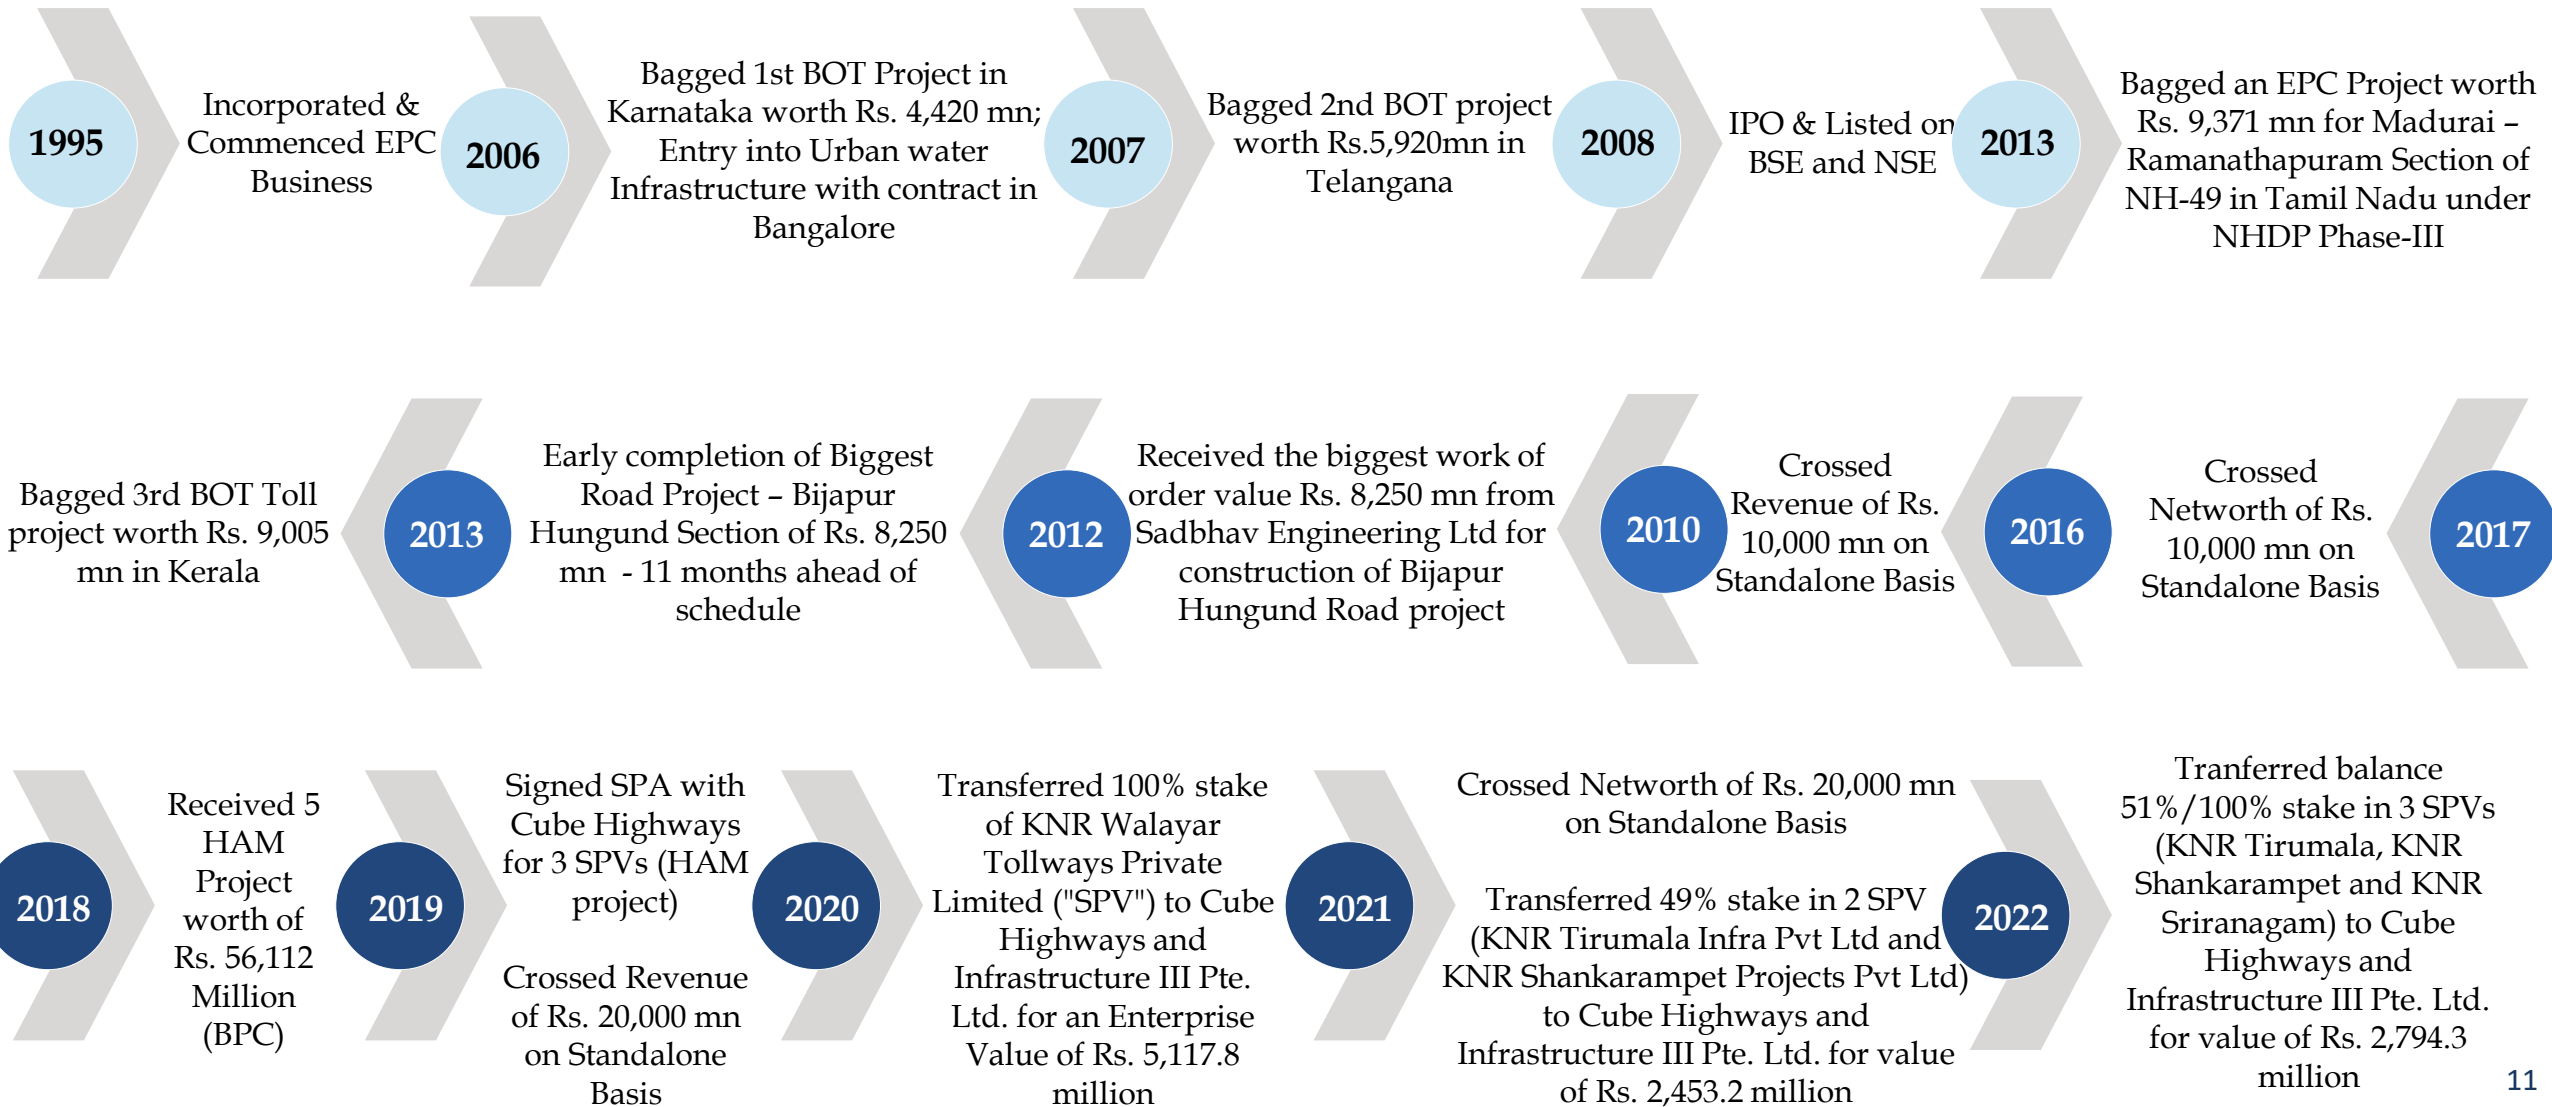 1995
Incorporated &
Commenced EPC
Business
2006
Bagged 1st BOT Project in
Karnataka worth Rs. 4,420 mn;
Entry into Urban water
Infrastructure with contract in
Bangalore
2007
Bagged 2nd BOT project
worth Rs.5,920mn in
Telangana
2008
IPO & Listed on
BSE and NSE
2013
Bagged an EPC Project worth
Rs. 9,371 mn for Madurai –
Ramanathapuram Section of
NH-49 in Tamil Nadu under
NHDP Phase-III
Bagged 3rd BOT Toll
project worth Rs. 9,005
mn in Kerala
2013
Early completion of Biggest
Road Project – Bijapur
Hungund Section of Rs. 8,250
mn - 11 months ahead of
schedule
2012
Received the biggest work of
order value Rs. 8,250 mn from
Sadbhav Engineering Ltd for
construction of Bijapur
Hungund Road project
2010
Crossed
Revenue of Rs.
10,000 mn on
Standalone Basis
2016
Crossed
Networth of Rs.
10,000 mn on
Standalone Basis
2017
2018
Received 5
HAM
Project
worth of
Rs. 56,112
Million
(BPC)
2019
Signed SPA with
Cube Highways
for 3 SPVs (HAM
project)
Crossed Revenue
of Rs. 20,000 mn
on Standalone
Basis
2020
Transferred 100% stake
of KNR Walayar
Tollways Private
Limited ("SPV") to Cube
Highways and
Infrastructure III Pte.
Ltd. for an Enterprise
Value of Rs. 5,117.8
million
2021
Crossed Networth of Rs. 20,000 mn
on Standalone Basis
Transferred 49% stake in 2 SPV
(KNR Tirumala Infra Pvt Ltd and
KNR Shankarampet Projects Pvt Ltd)
to Cube Highways and
Infrastructure III Pte. Ltd. for value
of Rs. 2,453.2 million
2022
Tranferred balance
51%/100% stake in 3 SPVs
(KNR Tirumala, KNR
Shankarampet and KNR
Sriranagam) to Cube
Highways and
Infrastructure III Pte. Ltd.
for value of Rs. 2,794.3
million
11